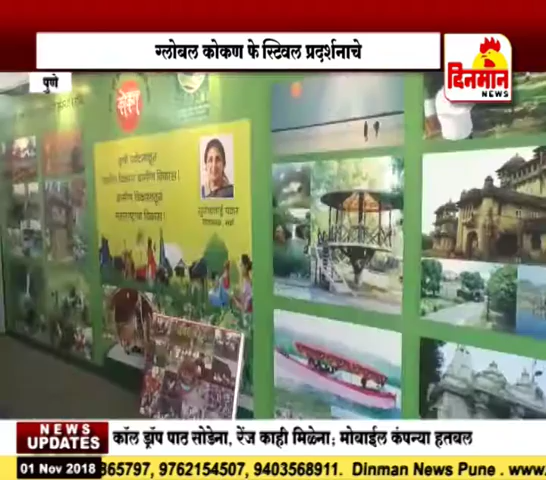 ग्लोबल कोकण फे स्टिवल प्रदर्शनाचे
दिनमान
NEWS
पुणे
NEWS
UPDATES
कॉल ड्रॉप पाठ सोडेना, रेंज काही मिळेना; मोबाईल कंपन्या हतबल
01 Nov 2018
865797, 9762154507, 9403568911. Dinman News Pune . www.